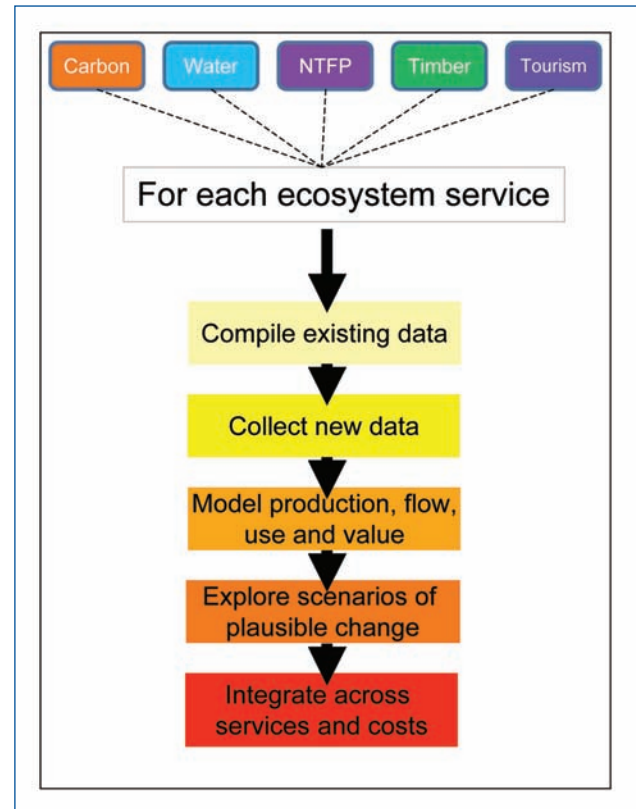 Carbon
Water
NTFP
Timber
Tourism
For each ecosystem service
Compile existing data
Collect new data
Model production, flow,
use and value
Explore scenarios of
plausible change
Integrate across
services and costs